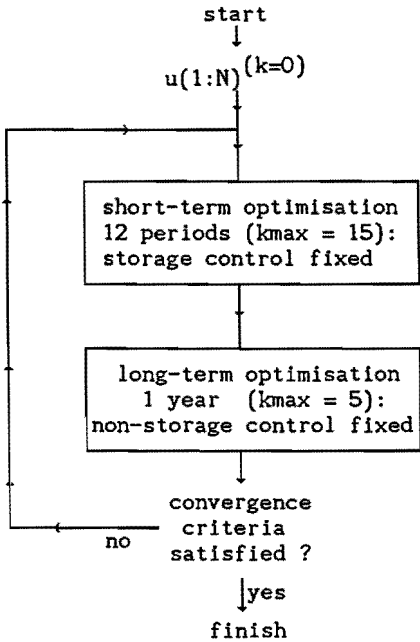 start
u(1:N)(k=0)
short-term optimisation
12 periods (kmax = 15):
storage control fixed
long-term optimisation
1 year (kmax = 5):
non-storage control fixed
convergence
criteria
satisfied ?
no
yes
finish